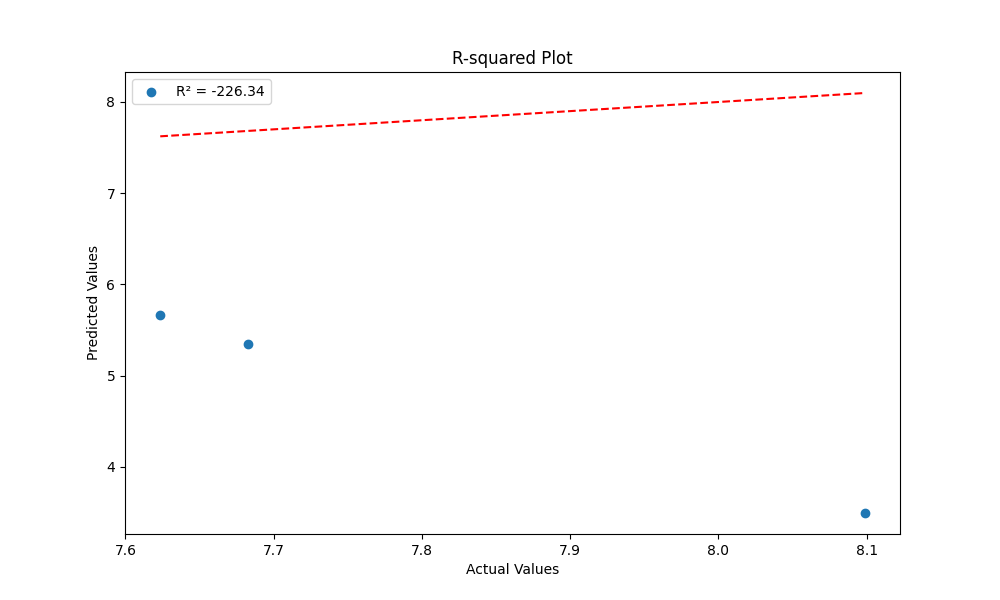 R-squared Plot
R² = -226.34
8
7
6
5
4
Predicted Values
7.6
7.7
7.8
7.9
8.0
8.1
Actual Values